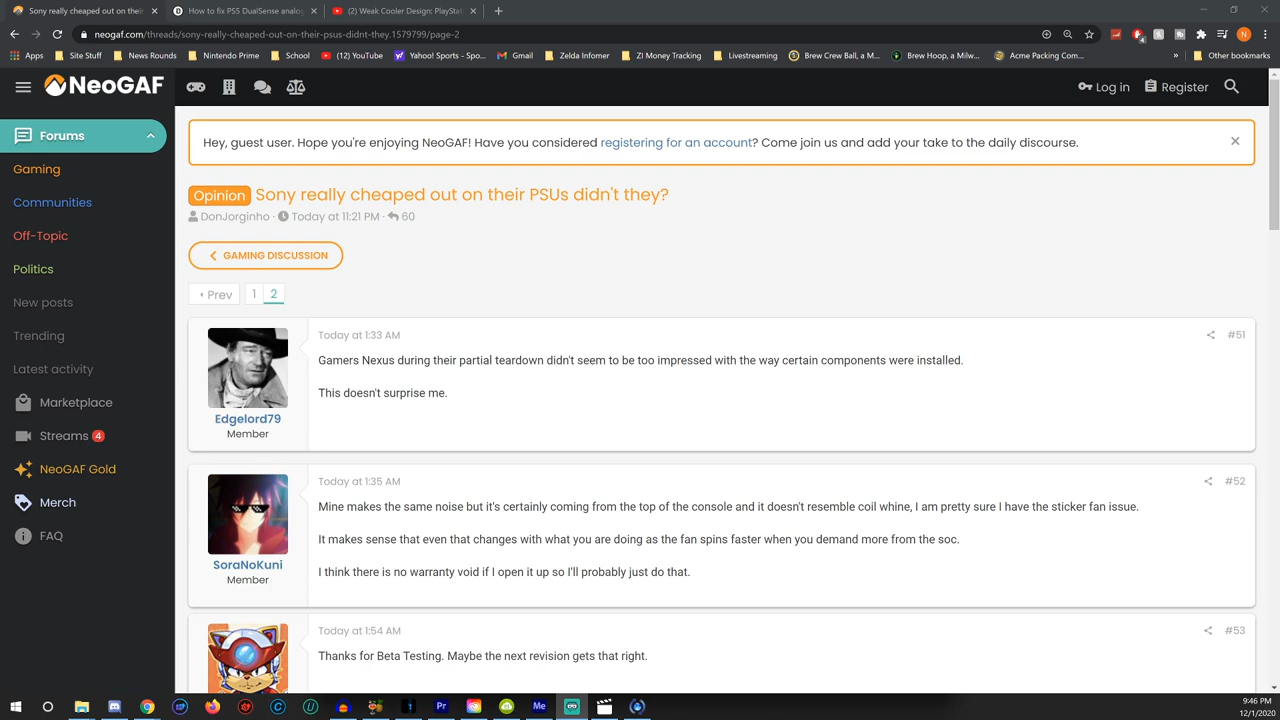 Sony really cheaped out on their
How to fix PS5 DualSense analog
(2) Weak Cooler Design: PlaySta
neogaf.com/threads/sony-really-cheaped-out-on-their-psus-didnt-they.1579799/page-2
Apps Site Stuff News Rounds Nintendo Prime School (12) YouTube Yahoo! Sports - Spo... Gmail Zelda Infomer ZI Money Tracking Livestreaming Brew Crew Ball, a M... Brew Hoop, a Milw... Acme Packing Com... » Other bookmarks
NeoGAF
Log in Register
Forums
Gaming
Communities
Off-Topic
Politics
New posts
Trending
Latest activity
Marketplace
Streams 4
NeoGAF Gold
Merch
FAQ
Hey, guest user. Hope you're enjoying NeoGAF! Have you considered registering for an account? Come join us and add your take to the daily discourse.
Opinion Sony really cheaped out on their PSUs didn't they?
DonJorginho · Today at 11:21 PM · 60
GAMING DISCUSSION
Prev 1 2
Today at 1:33 AM #51
Gamers Nexus during their partial teardown didn't seem to be too impressed with the way certain components were installed.
This doesn't surprise me.
Edgelord79
Member
Today at 1:35 AM #52
Mine makes the same noise but it's certainly coming from the top of the console and it doesn't resemble coil whine, I am pretty sure I have the sticker fan issue.
It makes sense that even that changes with what you are doing as the fan spins faster when you demand more from the soc.
I think there is no warranty void if I open it up so I'll probably just do that.
SoraNoKuni
Member
Today at 1:54 AM #53
Thanks for Beta Testing. Maybe the next revision gets that right.
Pr Me
9:46 PM
12/1/2020